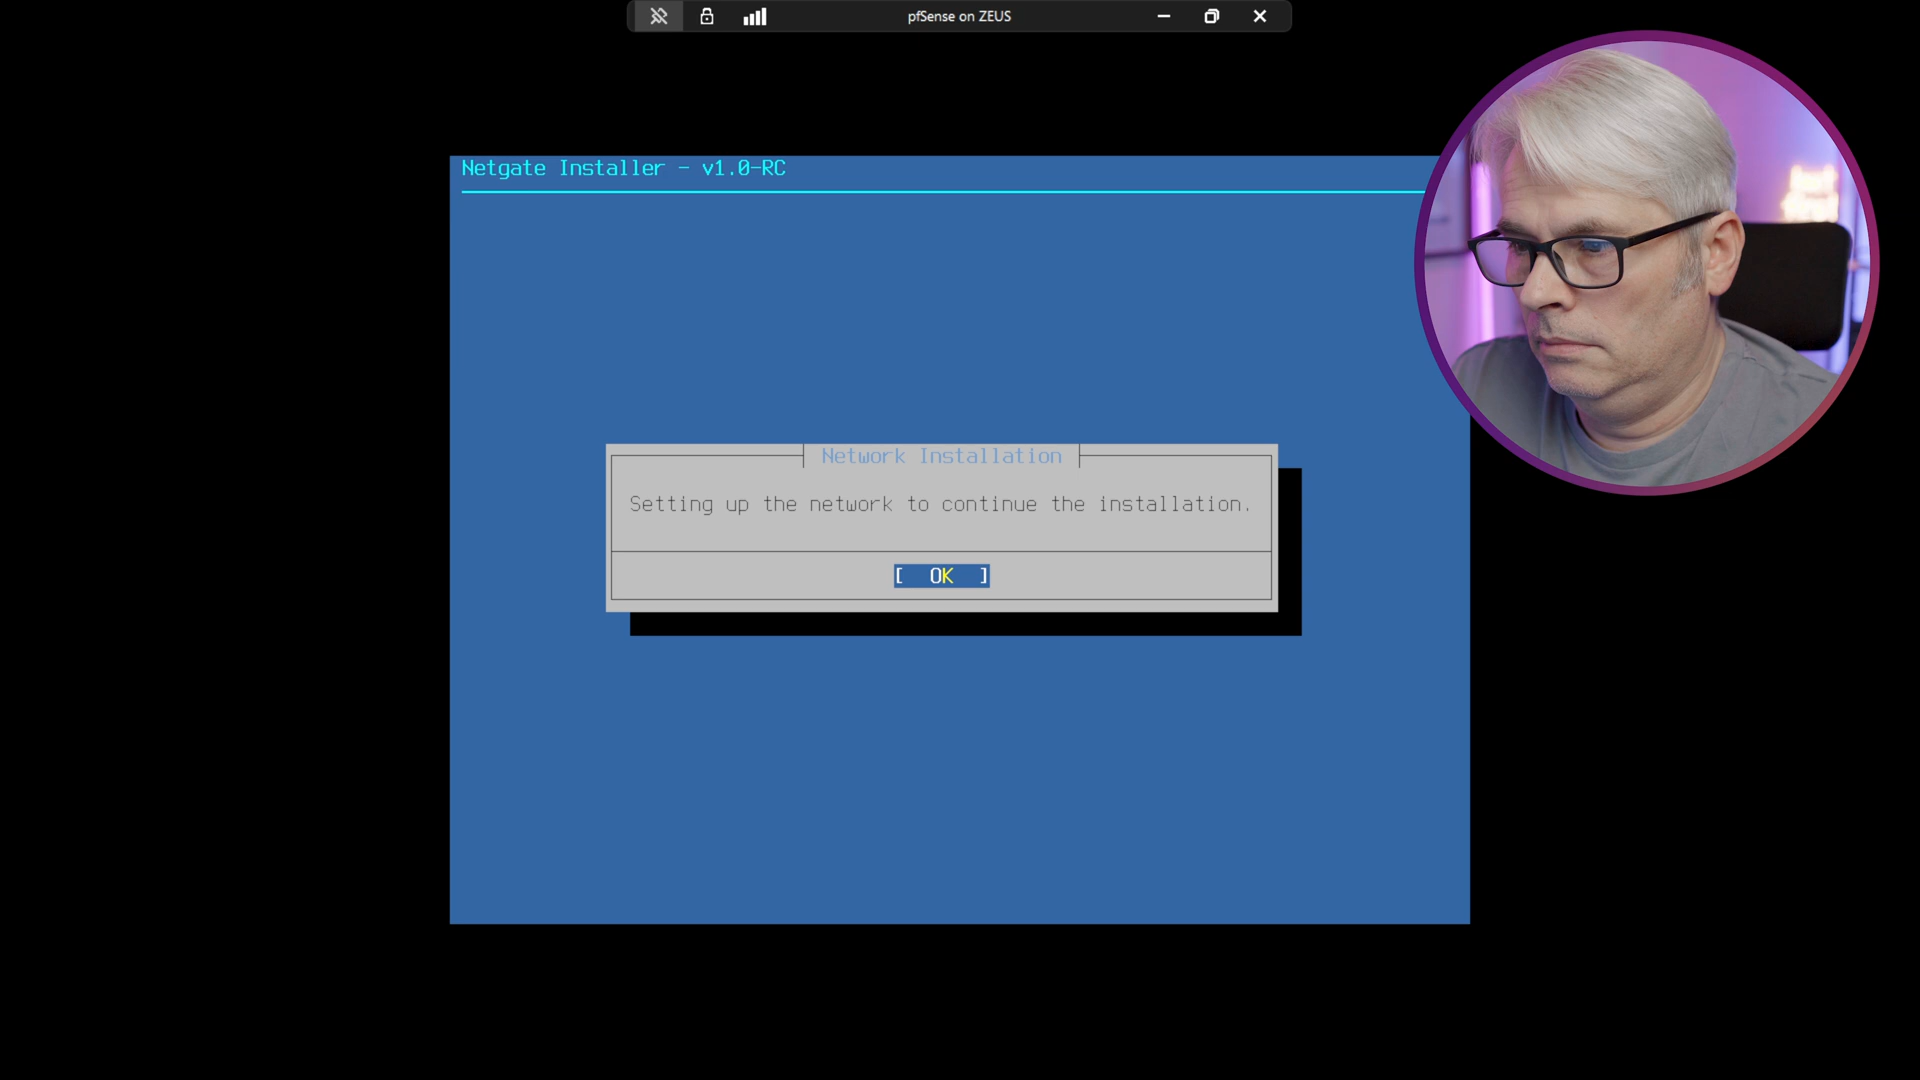 pfSense on ZEUS
Netgate Installer - v1.0-RC
Network Installation
Setting up the network to continue the installation.
[ OK ]